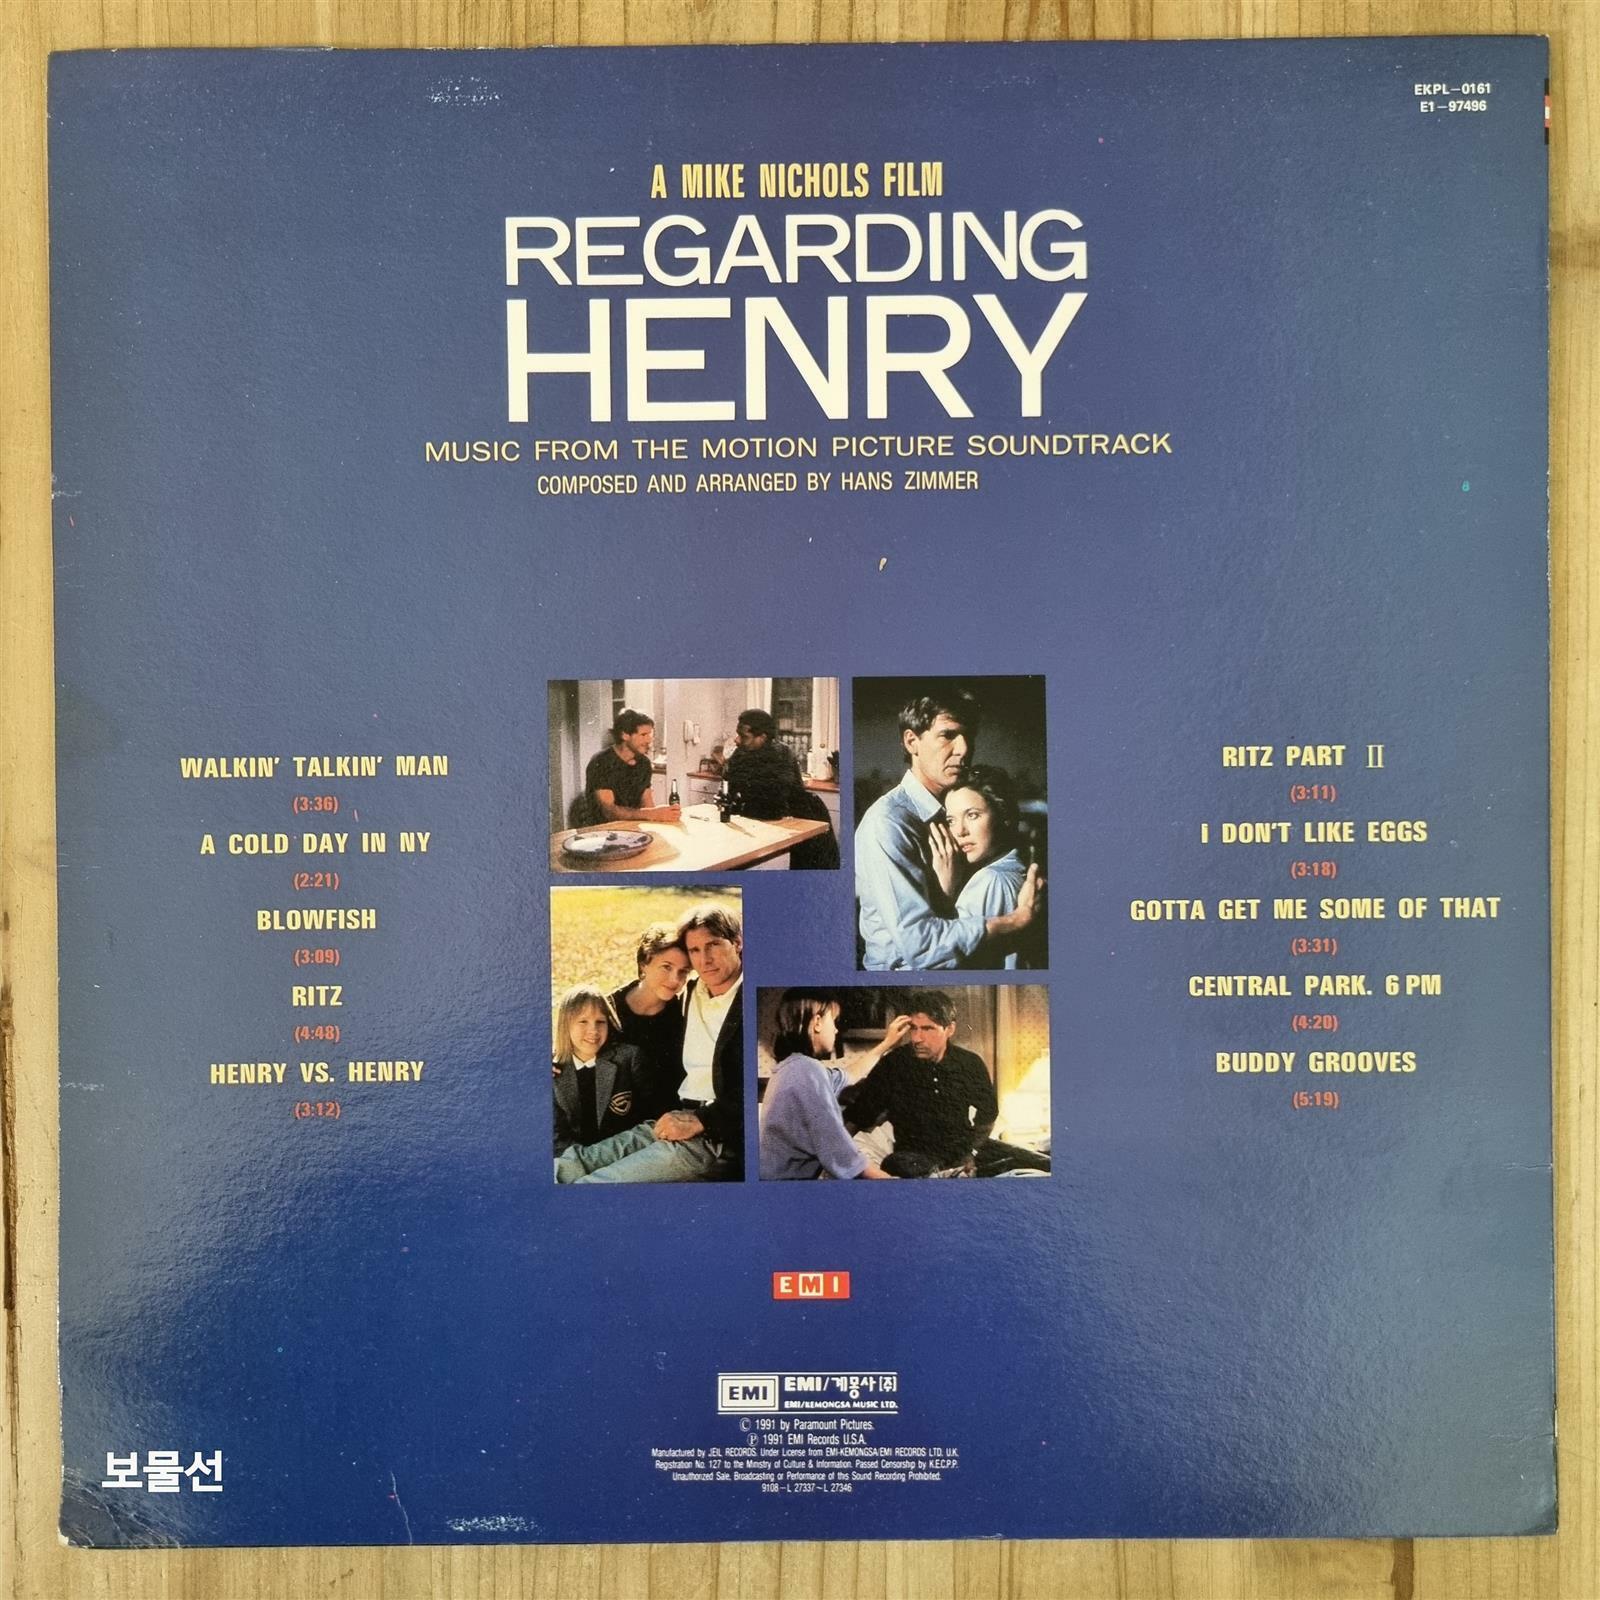 EKPL-0161
E1-97496
A MIKE NICHOLS FILM
REGARDING
HENRY
MUSIC FROM THE MOTION PICTURE SOUNDTRACK
COMPOSED AND ARRANGED BY HANS ZIMMER
WALKIN' TALKIN' MAN
(3:36)
A COLD DAY IN NY
(2:21)
BLOWFISH
(3:09)
RITZ
(4:48)
HENRY VS. HENRY
(3:12)
RITZ PART II
(3:11)
I DON'T LIKE EGGS
(3:18)
GOTTA GET ME SOME OF THAT
(3:31)
CENTRAL PARK. 6 PM
(4:20)
BUDDY GROOVES
(5:19)
EMI
EMI EMI/계몽사(주)
EMI/KEMONGSA MUSIC LTD.
© 1991 by Paramount Pictures.
℗ 1991 EMI Records U.S.A.
Manufactured by JEIL RECORDS. Under License from EMI-KEMONGSA/EMI RECORDS LTD. U.K.
Registration No. 127 to the Ministry of Culture & Information. Passed Censorship by K.E.C.P.P.
Unauthorized Sale, Broadcasting or Performance of this Sound Recording Prohibited.
9108-L 27337~L 27346
보물선